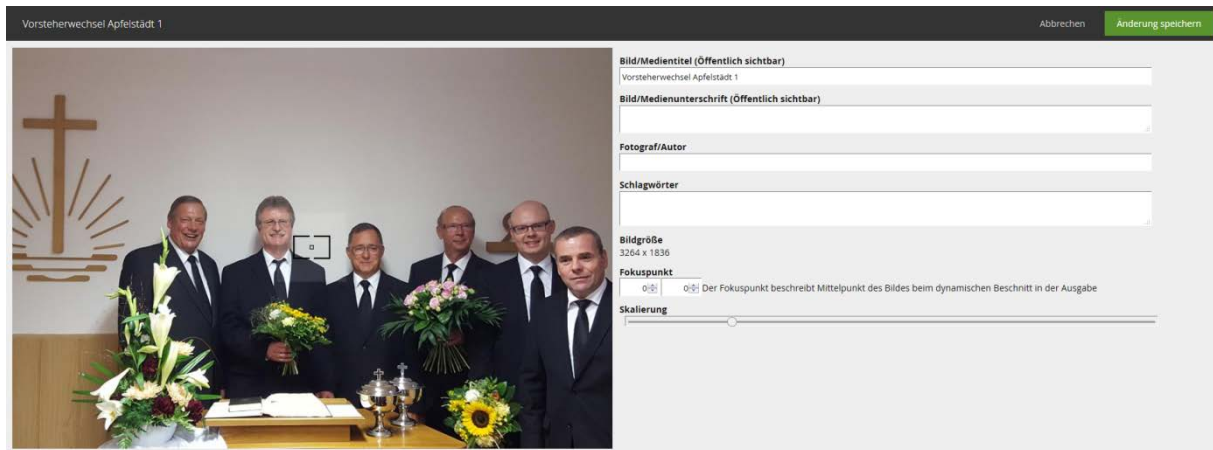 Vorsteherwechsel Apfelstädt 1
Abbrechen
Änderung speichern
Bild/Medientitel (Öffentlich sichtbar)
Vorsteherwechsel Apfelstädt 1
Bild/Medienunterschrift (Öffentlich sichtbar)
Fotograf/Autor
Schlagwörter
Bildgröße
3264 x 1836
Fokuspunkt
0 0 Der Fokuspunkt beschreibt Mittelpunkt des Bildes beim dynamischen Beschnitt in der Ausgabe
Skalierung